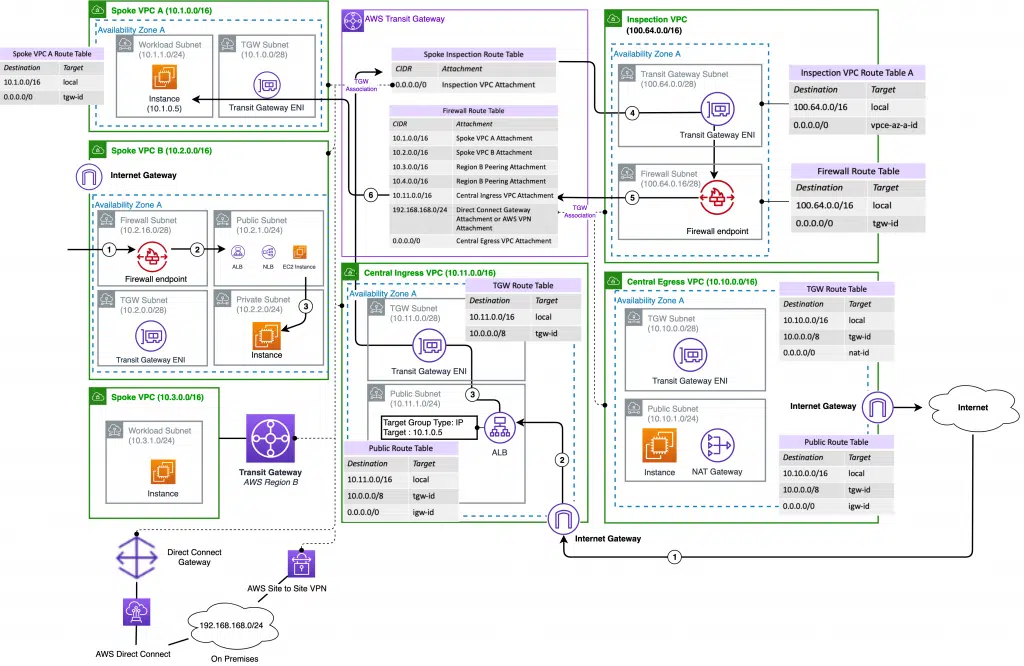 Spoke VPC A (10.1.0.0/16)
Availability Zone A
Workload Subnet
(10.1.1.0/24)
Instance
(10.1.0.5)
TGW Subnet
(10.1.0.0/28)
Transit Gateway ENI
Spoke VPC A Route Table
Destination Target
10.1.0.0/16 local
0.0.0.0/0 tgw-id
Spoke VPC B (10.2.0.0/16)
Internet Gateway
Availability Zone A
Firewall Subnet
(10.2.16.0/28)
1
Firewall endpoint
2
Public Subnet
(10.2.1.0/24)
ALB NLB EC2 Instance
3
TGW Subnet
(10.2.0.0/28)
Transit Gateway ENI
Private Subnet
(10.2.2.0/24)
Instance
Spoke VPC (10.3.0.0/16)
Workload Subnet
(10.3.1.0/24)
Instance
Transit Gateway
AWS Region B
Direct Connect
Gateway
AWS Site to Site VPN
AWS Direct Connect
192.168.168.0/24
On Premises
AWS Transit Gateway
TGW
Association
Spoke Inspection Route Table
CIDR Attachment
0.0.0.0/0 Inspection VPC Attachment
Firewall Route Table
CIDR Attachment
10.1.0.0/16 Spoke VPC A Attachment
10.2.0.0/16 Spoke VPC B Attachment
10.3.0.0/16 Region B Peering Attachment
10.4.0.0/16 Region B Peering Attachment
10.11.0.0/16 Central Ingress VPC Attachment
192.168.168.0/24 Direct Connect Gateway
Attachment or AWS VPN
Attachment
0.0.0.0/0 Central Egress VPC Attachment
6
TGW
Association
Inspection VPC
(100.64.0.0/16)
Availability Zone A
Transit Gateway Subnet
(100.64.0.0/28)
4
Transit Gateway ENI
Firewall Subnet
(100.64.0.16/28)
5
Firewall endpoint
Inspection VPC Route Table A
Destination Target
100.64.0.0/16 local
0.0.0.0/0 vpce-az-a-id
Firewall Route Table
Destination Target
100.64.0.0/16 local
0.0.0.0/0 tgw-id
Central Ingress VPC (10.11.0.0/16)
Availability Zone A
TGW Subnet
(10.11.0.0/28)
Transit Gateway ENI
TGW Route Table
Destination Target
10.11.0.0/16 local
10.0.0.0/8 tgw-id
Public Subnet
(10.11.1.0/24)
3
Target Group Type: IP
Target : 10.1.0.5
ALB
2
Public Route Table
Destination Target
10.11.0.0/16 local
10.0.0.0/8 tgw-id
0.0.0.0/0 igw-id
Internet Gateway
1
Central Egress VPC (10.10.0.0/16)
Availability Zone A
TGW Subnet
(10.10.0.0/28)
Transit Gateway ENI
TGW Route Table
Destination Target
10.10.0.0/16 local
10.0.0.0/8 tgw-id
0.0.0.0/0 nat-id
Public Subnet
(10.10.1.0/24)
Instance
NAT Gateway
Internet Gateway
Internet
Public Route Table
Destination Target
10.10.0.0/16 local
10.0.0.0/8 tgw-id
0.0.0.0/0 igw-id